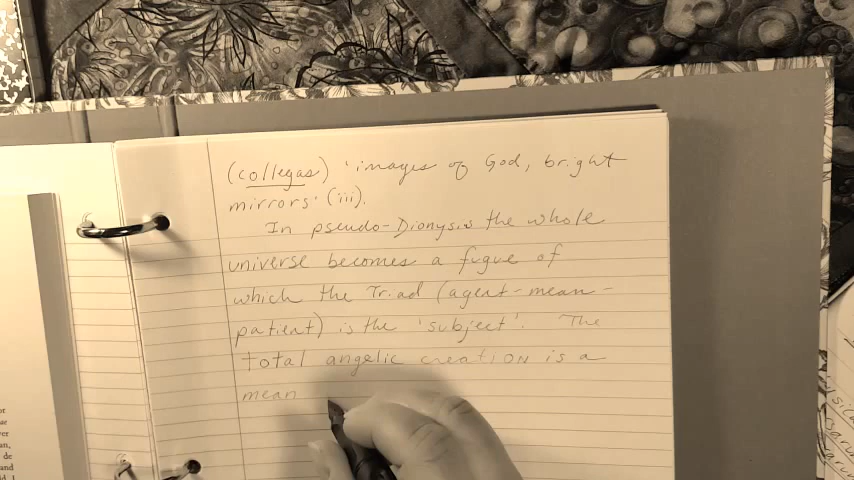 (collegas) 'images of God, bright
mirrors' (iii).
In pseudo-Dionysius the whole
universe becomes a fugue of
which the Triad (agent-mean-
patient) is the 'subject'. The
total angelic creation is a
mean